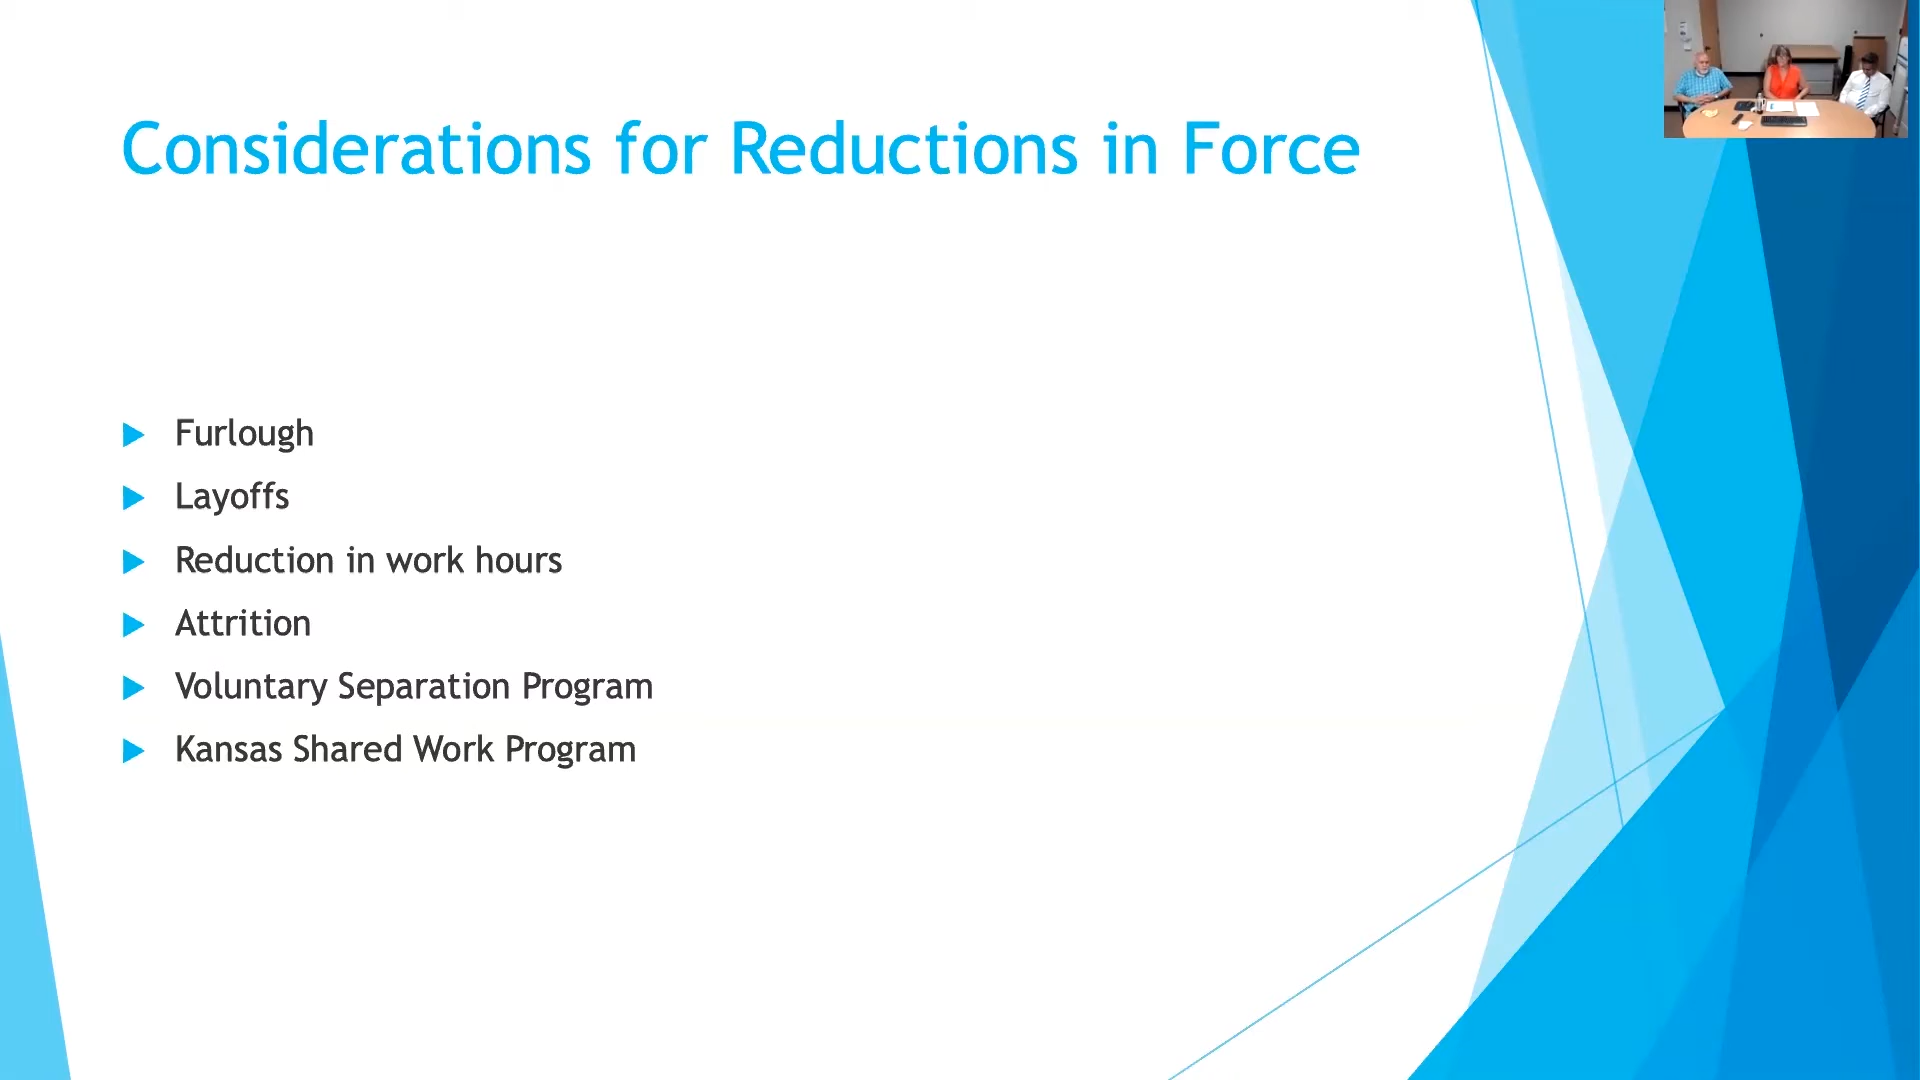 Considerations for Reductions in Force
Furlough
Layoffs
Reduction in work hours
Attrition
Voluntary Separation Program
Kansas Shared Work Program